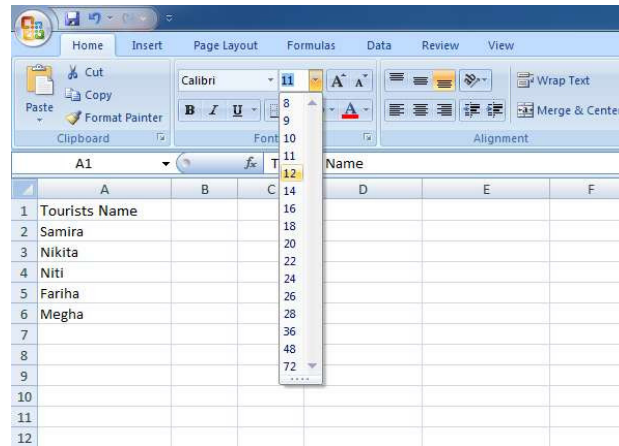 Home Insert Page Layout Formulas Data Review View
Cut
Copy
Format Painter
Paste
Clipboard
Calibri 11 A A
B I U A
Font
Wrap Text
Merge & Cente
Alignment
8
9
10
11
12
14
16
18
20
22
24
26
28
36
48
72
A1 fx T Name
A B C D E F
1 Tourists Name
2 Samira
3 Nikita
4 Niti
5 Fariha
6 Megha
7
8
9
10
11
12